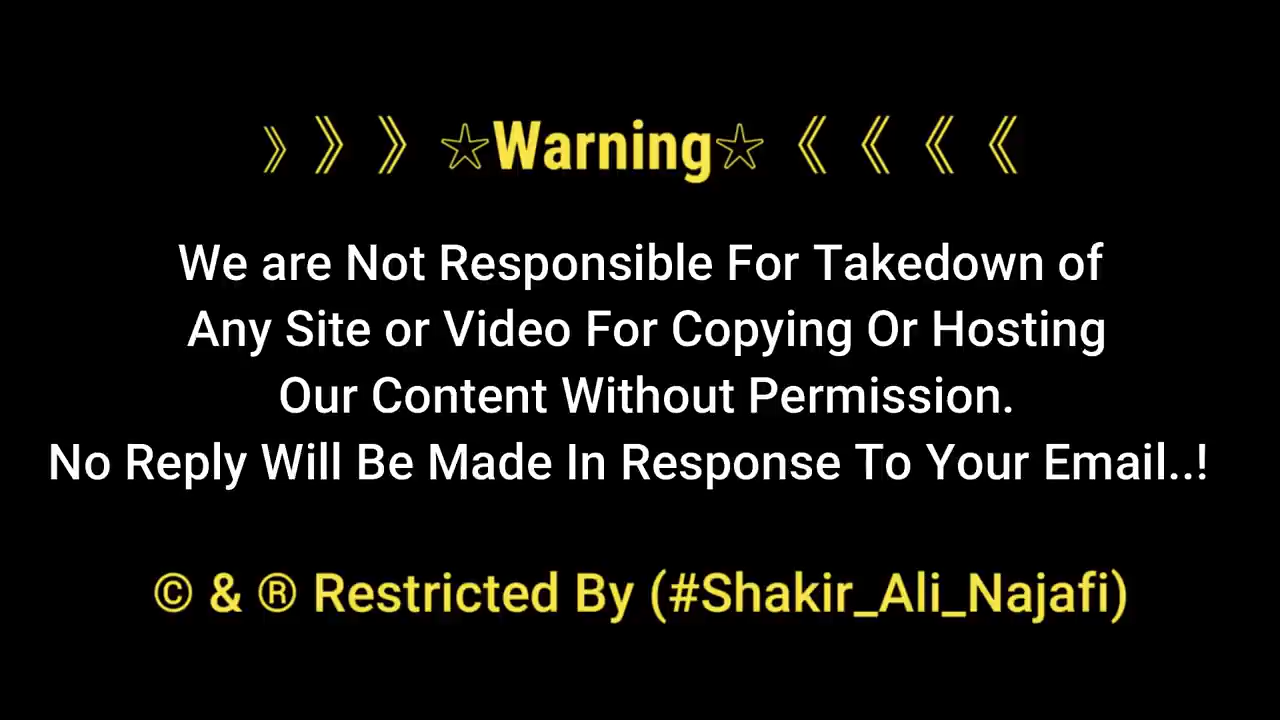 》》》☆Warning☆《《《《
We are Not Responsible For Takedown of
Any Site or Video For Copying Or Hosting
Our Content Without Permission.
No Reply Will Be Made In Response To Your Email..!
© & ® Restricted By (#Shakir_Ali_Najafi)